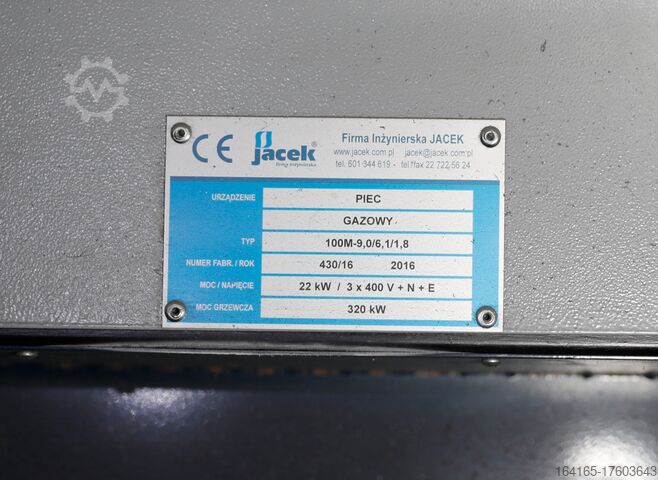 CE jacek® Firma Inżynierska JACEK
firma inżynierska www.jacek.com.pl jacek@jacek.com.pl
tel. 601 344 619 - tel./fax 22 722 56 24
URZĄDZENIE PIEC
GAZOWY
TYP 100M-9,0/6,1/1,8
NUMER FABR. / ROK 430/16 2016
MOC / NAPIĘCIE 22 kW / 3 x 400 V + N + E
MOC GRZEWCZA 320 kW
164165-17603643